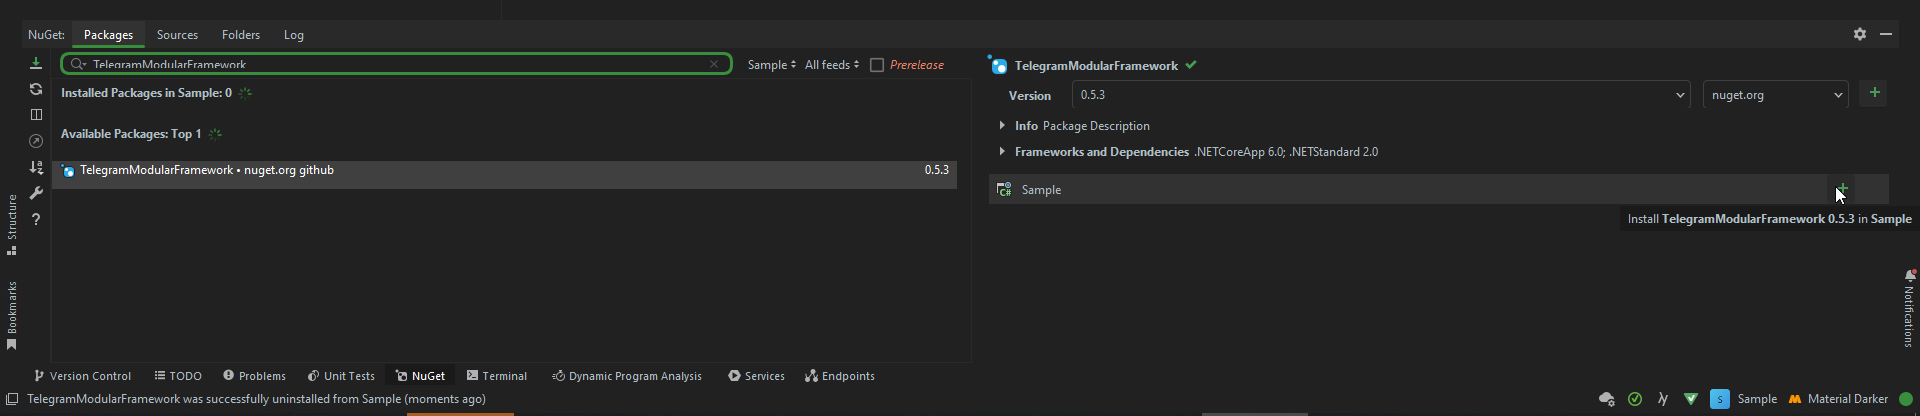 NuGet: Packages Sources Folders Log
TelegramModularFramework
Sample All feeds Prerelease
Installed Packages in Sample: 0
Available Packages: Top 1
TelegramModularFramework • nuget.org github 0.5.3
TelegramModularFramework
Version 0.5.3 nuget.org
Info Package Description
Frameworks and Dependencies .NETCoreApp 6.0; .NETStandard 2.0
C# Sample
Install TelegramModularFramework 0.5.3 in Sample
Structure
Bookmarks
Notifications
Version Control TODO Problems Unit Tests NuGet Terminal Dynamic Program Analysis Services Endpoints
TelegramModularFramework was successfully uninstalled from Sample (moments ago)
S Sample Material Darker